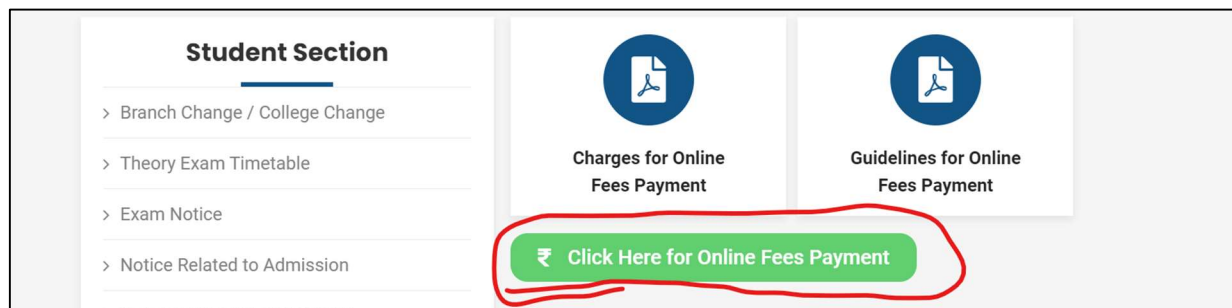 Student Section
Branch Change / College Change
Theory Exam Timetable
Exam Notice
Notice Related to Admission
Charges for Online
Fees Payment
Guidelines for Online
Fees Payment
₹ Click Here for Online Fees Payment